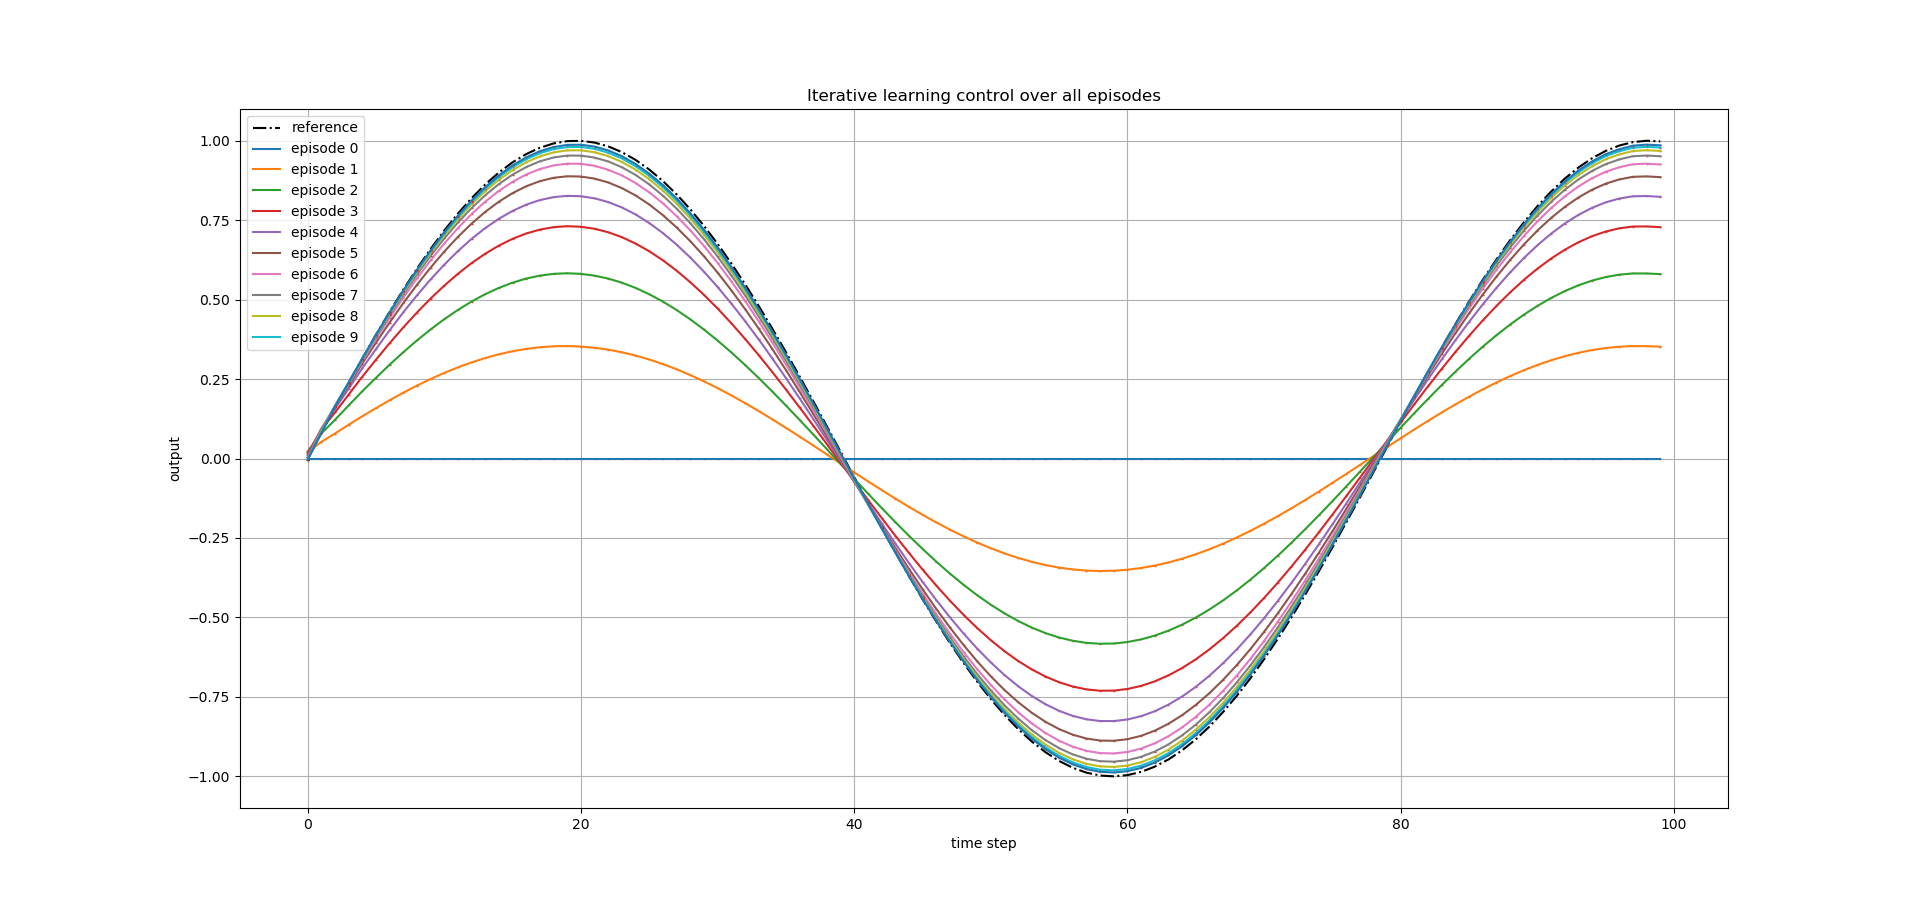 Iterative learning control over all episodes
reference
episode 0
episode 1
episode 2
episode 3
episode 4
episode 5
episode 6
episode 7
episode 8
episode 9
1.00
0.75
0.50
0.25
0.00
−0.25
−0.50
−0.75
−1.00
output
0 20 40 60 80 100
time step